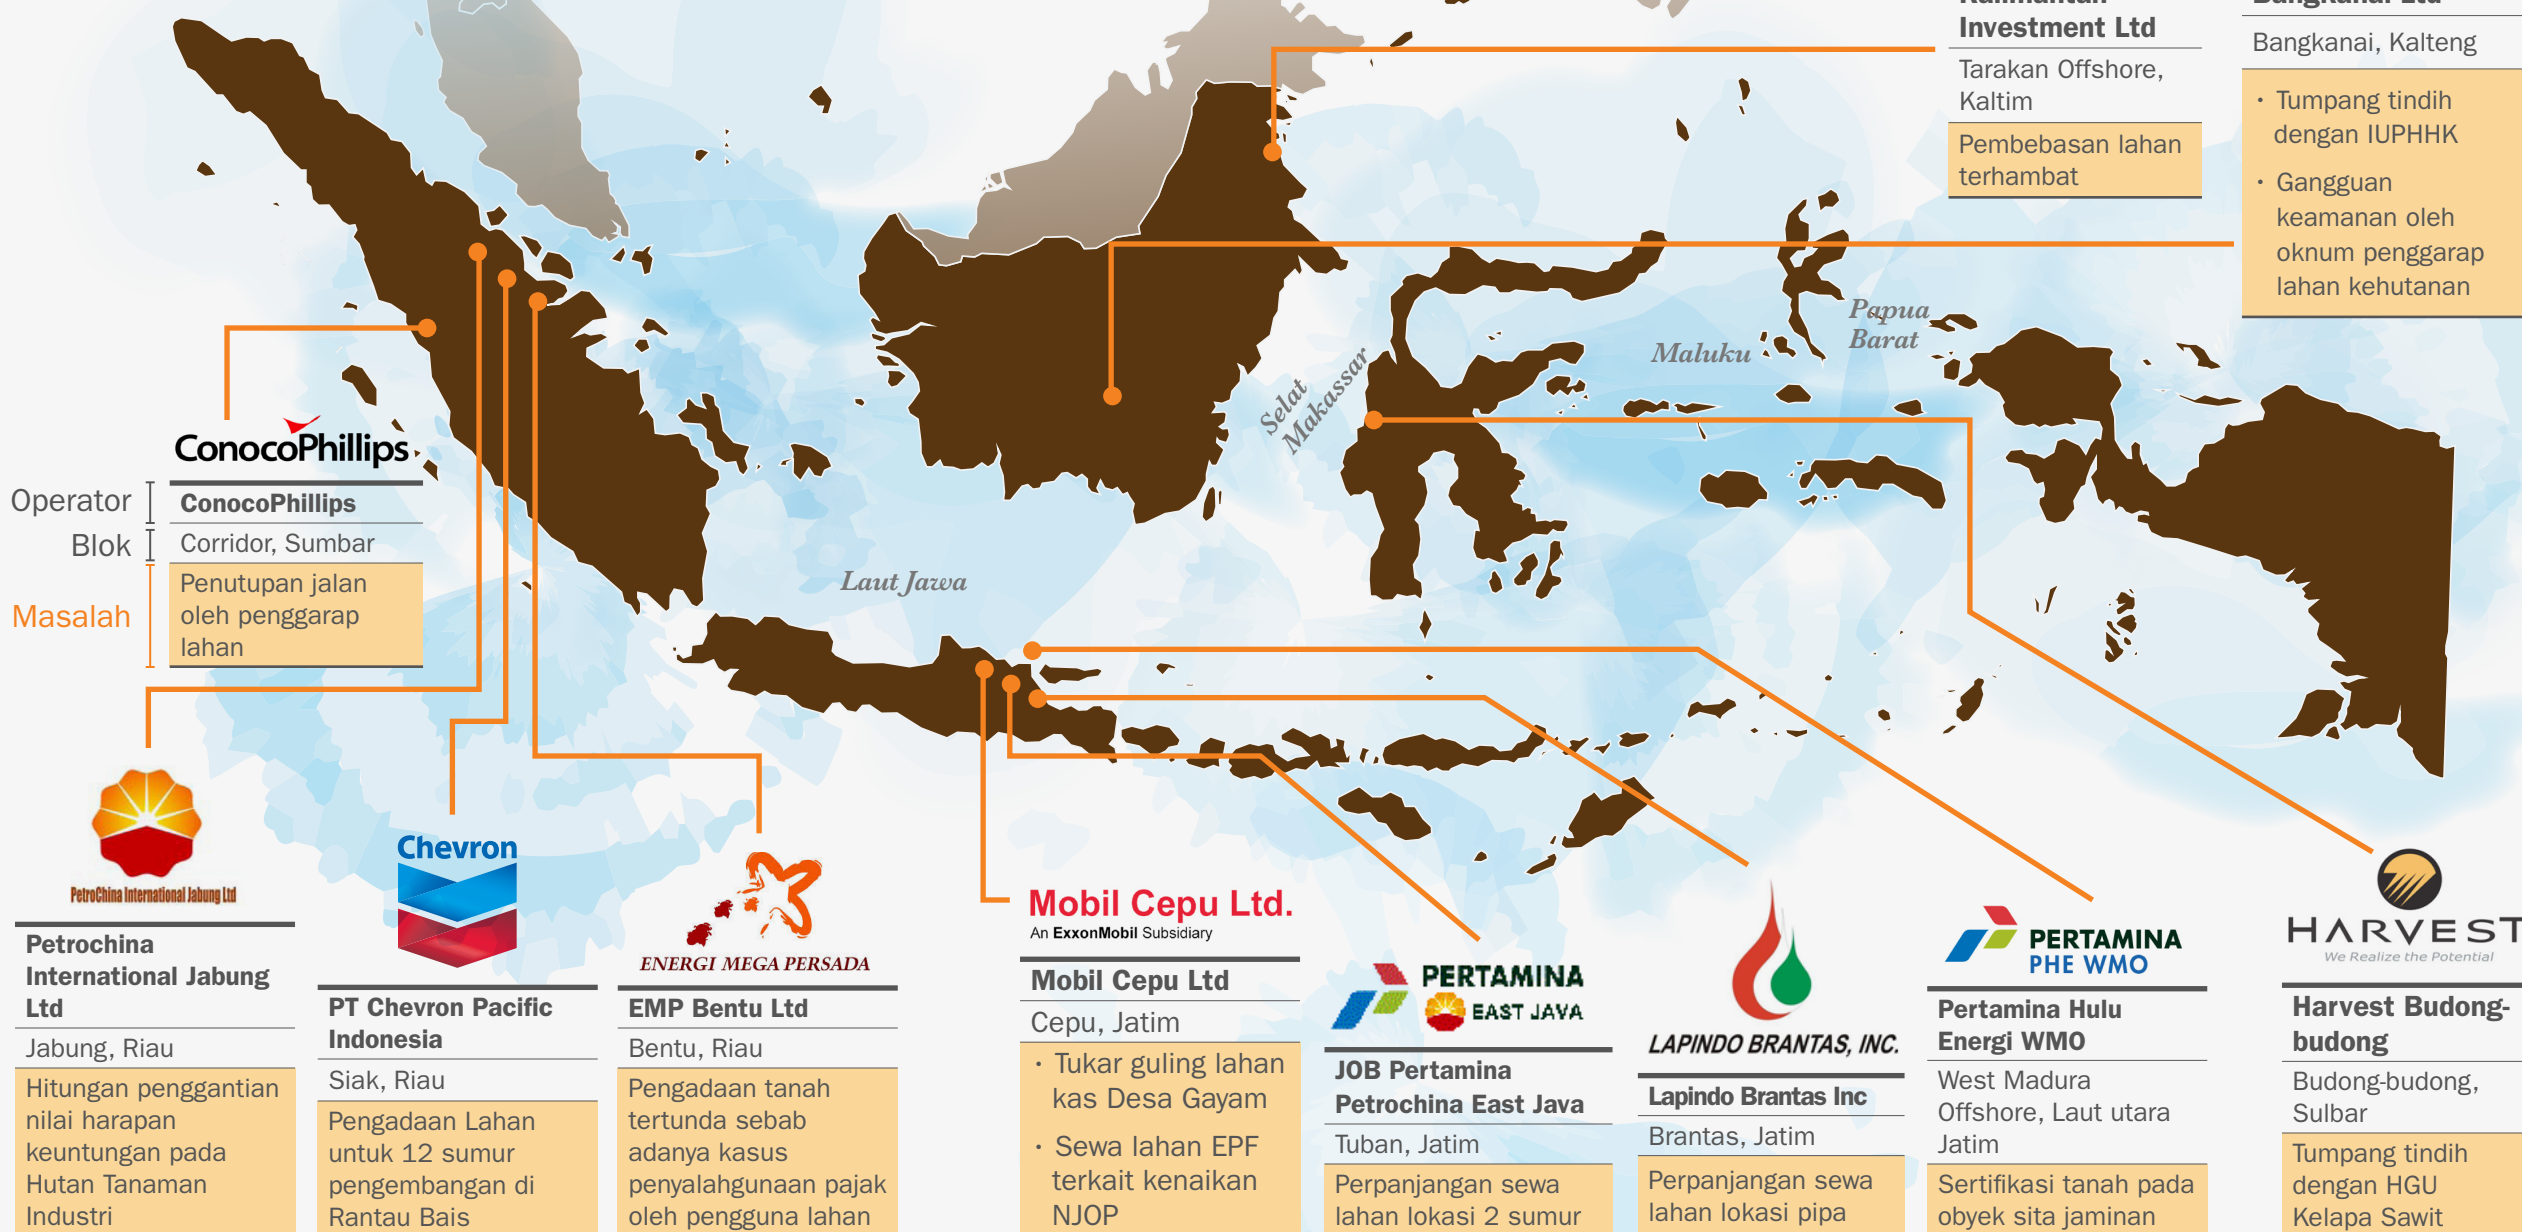 Investment Ltd
Tarakan Offshore,
Kaltim
Pembebasan lahan
terhambat
Bangkanai Ltd
Bangkanai, Kalteng
· Tumpang tindih
dengan IUPHHK
· Gangguan
keamanan oleh
oknum penggarap
lahan kehutanan
Papua
Barat
Maluku
Selat
Makassar
Laut Jawa
ConocoPhillips
Operator
ConocoPhillips
Blok
Corridor, Sumbar
Masalah
Penutupan jalan
oleh penggarap
lahan
PetroChina International Jabung Ltd
Petrochina
International Jabung
Ltd
Jabung, Riau
Hitungan penggantian
nilai harapan
keuntungan pada
Hutan Tanaman
Industri
Chevron
PT Chevron Pacific
Indonesia
Siak, Riau
Pengadaan Lahan
untuk 12 sumur
pengembangan di
Rantau Bais
ENERGI MEGA PERSADA
EMP Bentu Ltd
Bentu, Riau
Pengadaan tanah
tertunda sebab
adanya kasus
penyalahgunaan pajak
oleh pengguna lahan
Mobil Cepu Ltd.
An ExxonMobil Subsidiary
Mobil Cepu Ltd
Cepu, Jatim
· Tukar guling lahan
kas Desa Gayam
· Sewa lahan EPF
terkait kenaikan
NJOP
PERTAMINA
EAST JAVA
JOB Pertamina
Petrochina East Java
Tuban, Jatim
Perpanjangan sewa
lahan lokasi 2 sumur
LAPINDO BRANTAS, INC.
Lapindo Brantas Inc
Brantas, Jatim
Perpanjangan sewa
lahan lokasi pipa
PERTAMINA
PHE WMO
Pertamina Hulu
Energi WMO
West Madura
Offshore, Laut utara
Jatim
Sertifikasi tanah pada
obyek sita jaminan
HARVEST
We Realize the Potential
Harvest Budong-
budong
Budong-budong,
Sulbar
Tumpang tindih
dengan HGU
Kelapa Sawit